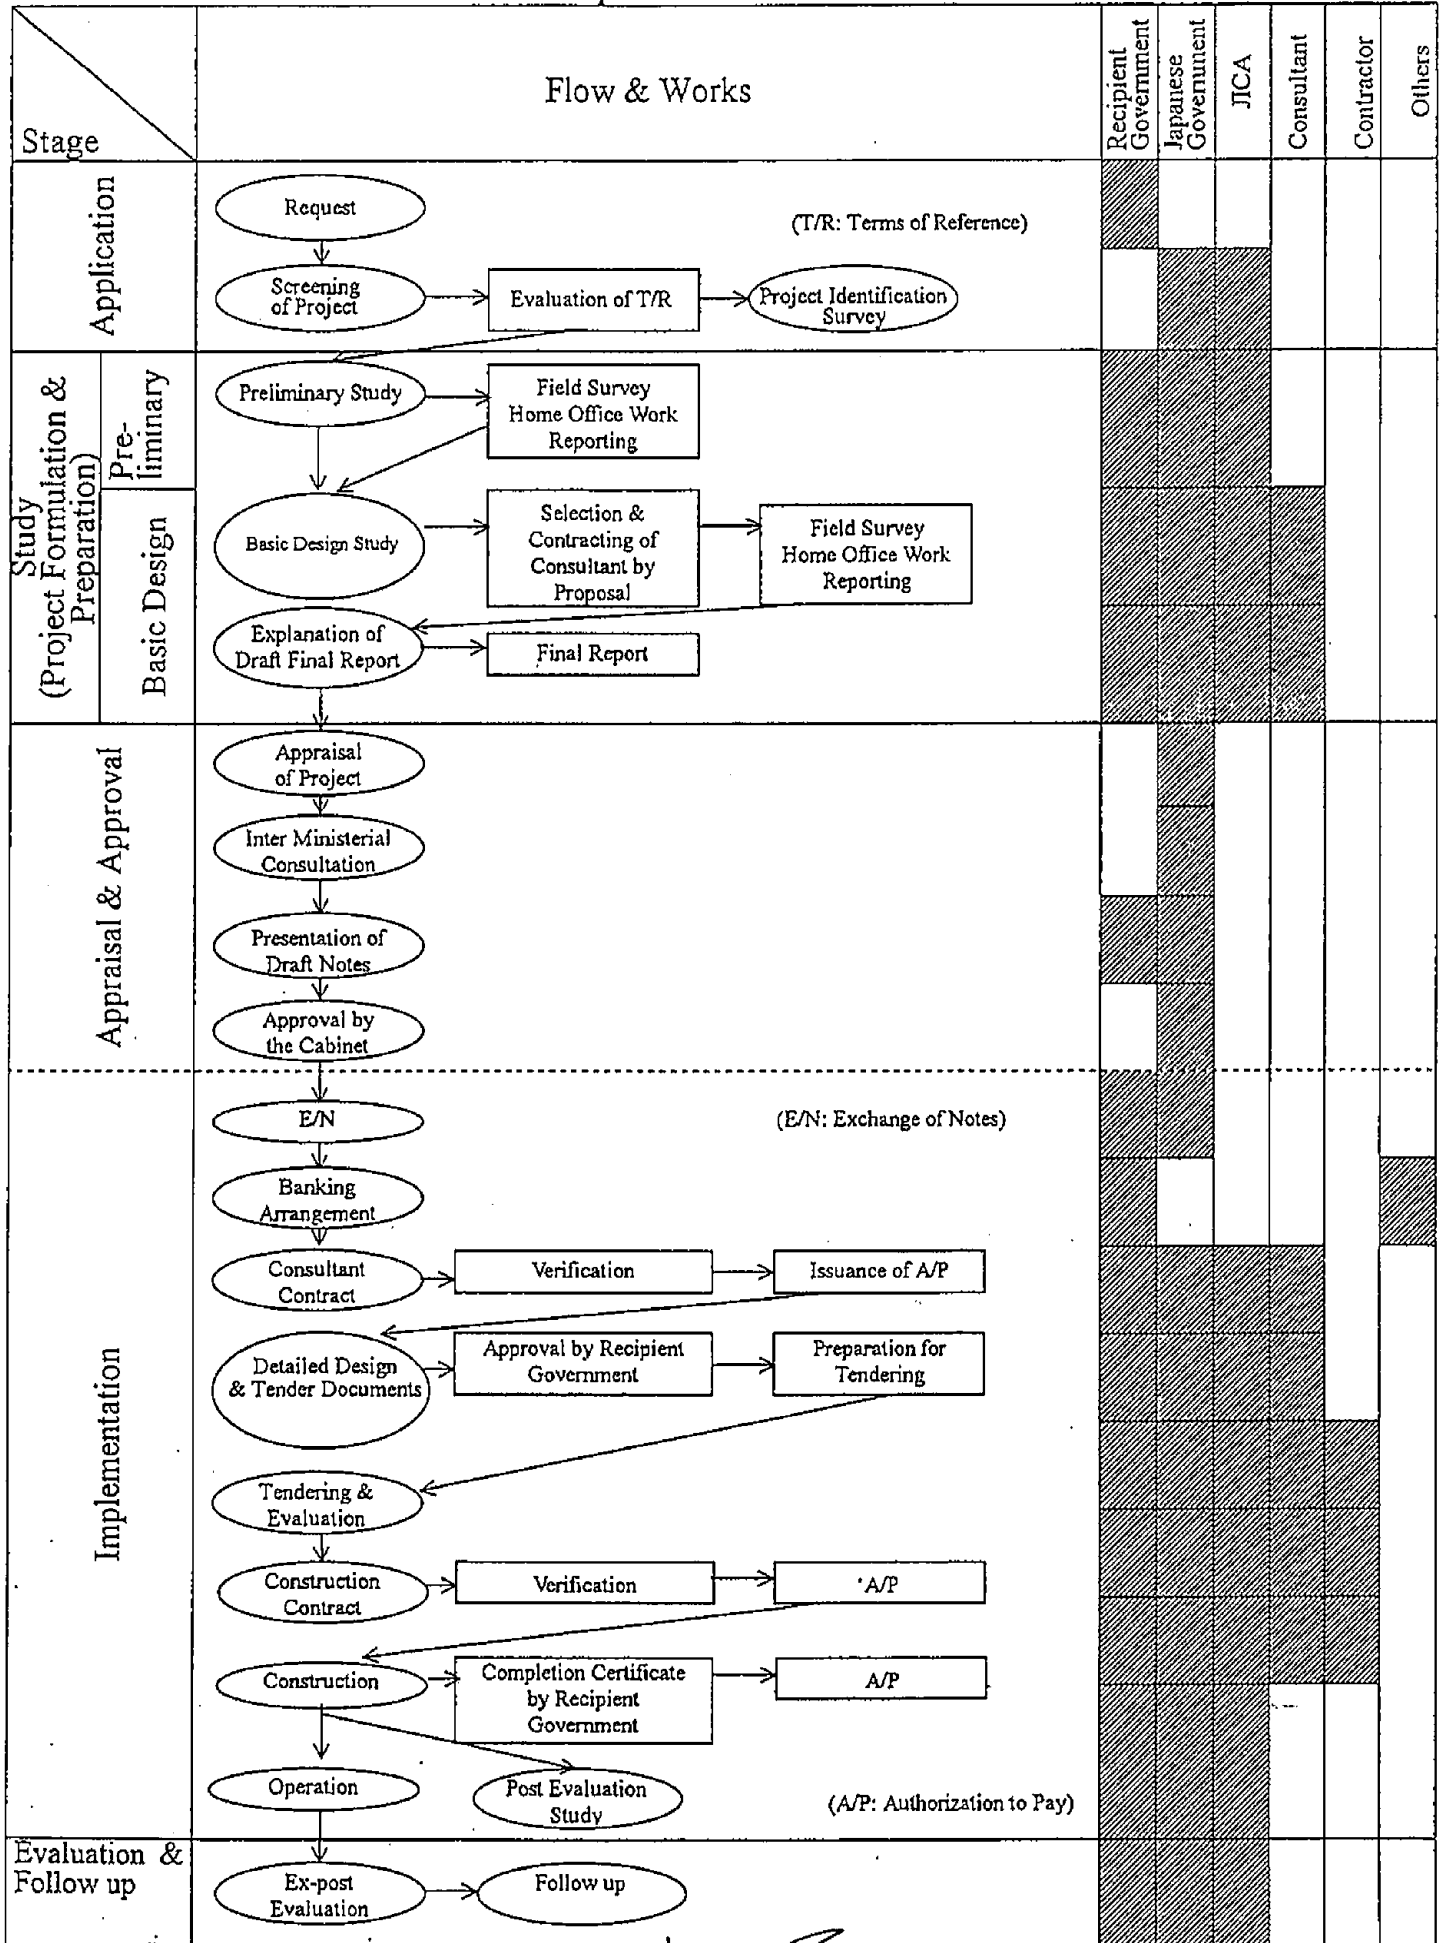 Stage
Flow & Works
Recipient
Government
Japanese
Government
JICA
Consultant
Contractor
Others
Application
Request
(T/R: Terms of Reference)
Screening
of Project
Evaluation of T/R
Project Identification
Survey
Study
(Project Formulation &
Preparation)
Pre-
liminary
Preliminary Study
Field Survey
Home Office Work
Reporting
Basic Design
Basic Design Study
Selection &
Contracting of
Consultant by
Proposal
Field Survey
Home Office Work
Reporting
Explanation of
Draft Final Report
Final Report
Appraisal & Approval
Appraisal
of Project
Inter Ministerial
Consultation
Presentation of
Draft Notes
Approval by
the Cabinet
Implementation
E/N
(E/N: Exchange of Notes)
Banking
Arrangement
Consultant
Contract
Verification
Issuance of A/P
Detailed Design
& Tender Documents
Approval by Recipient
Government
Preparation for
Tendering
Tendering &
Evaluation
Construction
Contract
Verification
A/P
Construction
Completion Certificate
by Recipient
Government
A/P
Operation
Post Evaluation
Study
(A/P: Authorization to Pay)
Evaluation &
Follow up
Ex-post
Evaluation
Follow up